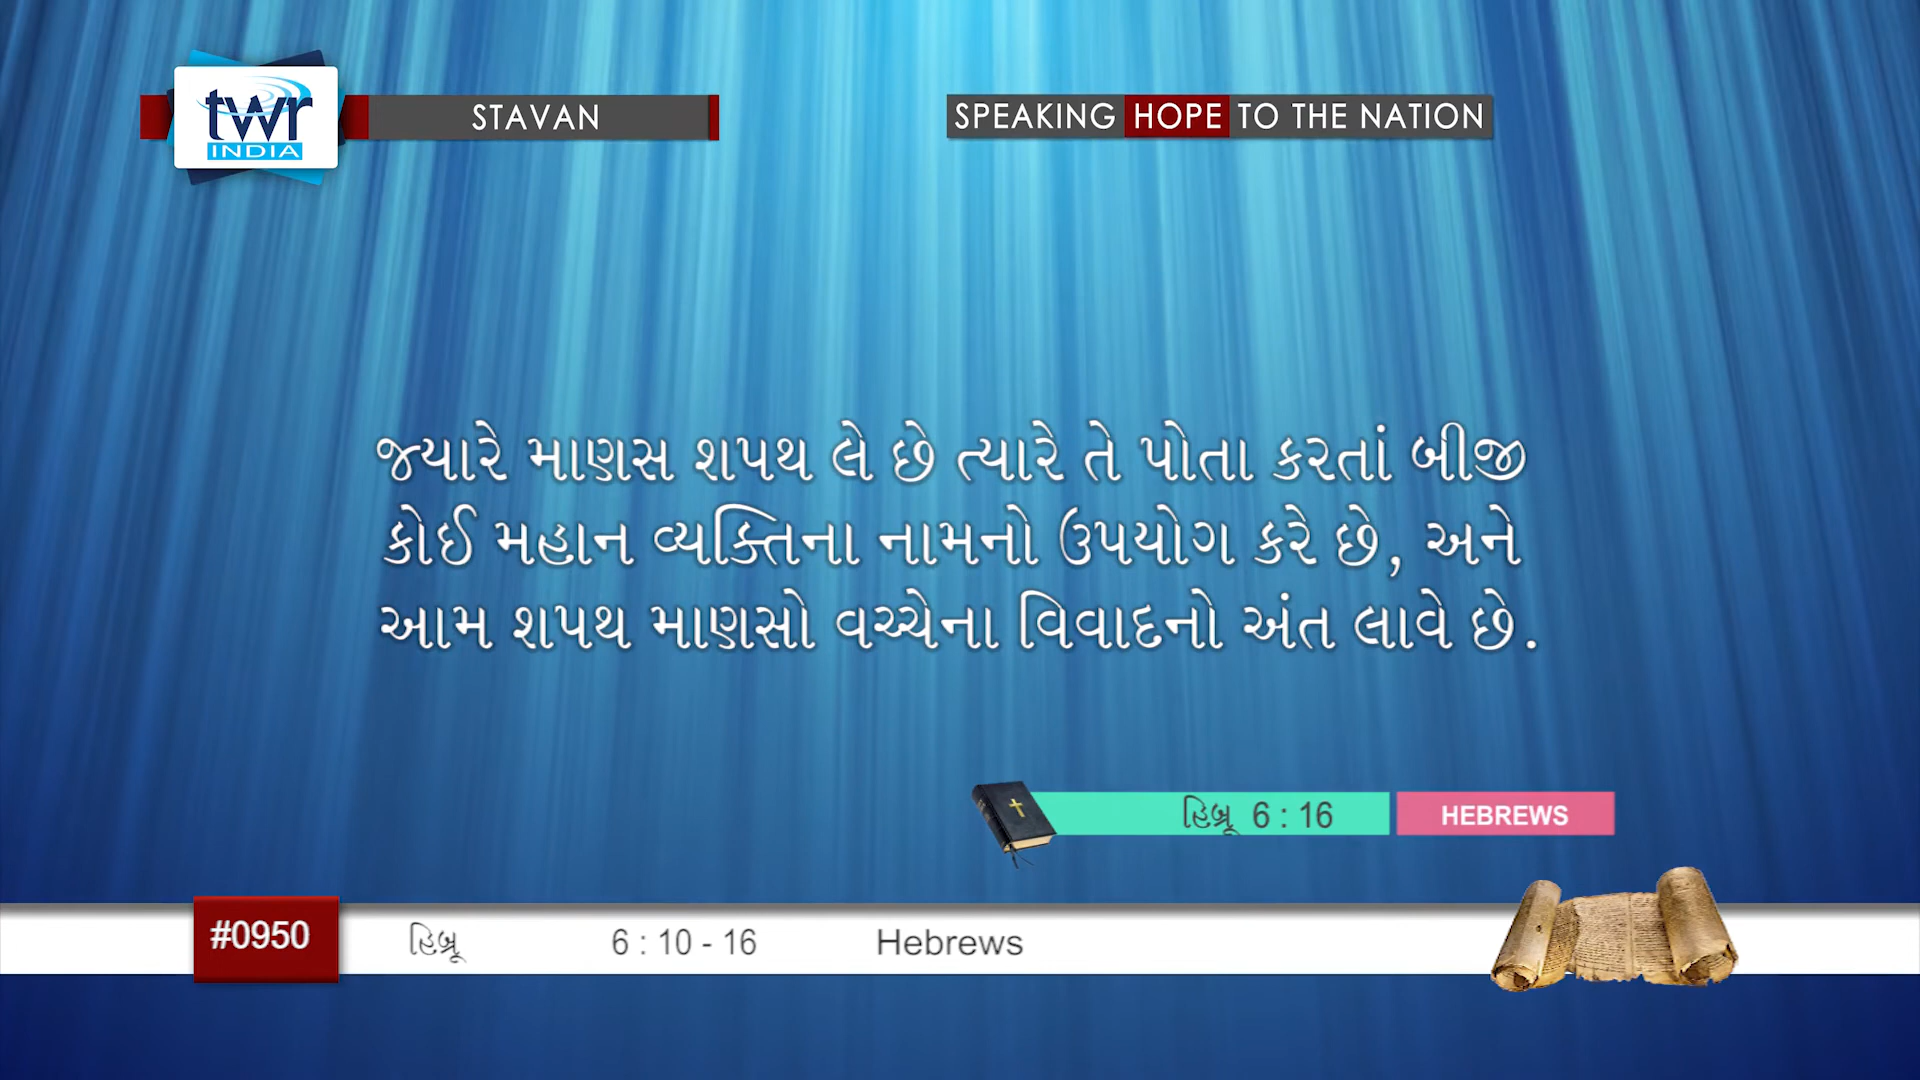 twr
INDIA
STAVAN
SPEAKING HOPE TO THE NATION
જ્યારે માણસ શપથ લે છે ત્યારે તે પોતા કરતાં બીજી
કોઈ મહાન વ્યક્તિના નામનો ઉપયોગ કરે છે, અને
આમ શપથ માણસો વચ્ચેના વિવાદનો અંત લાવે છે.
હિબ્રૂ 6 : 16
HEBREWS
#0950
હિબ્રૂ 6 : 10 - 16 Hebrews